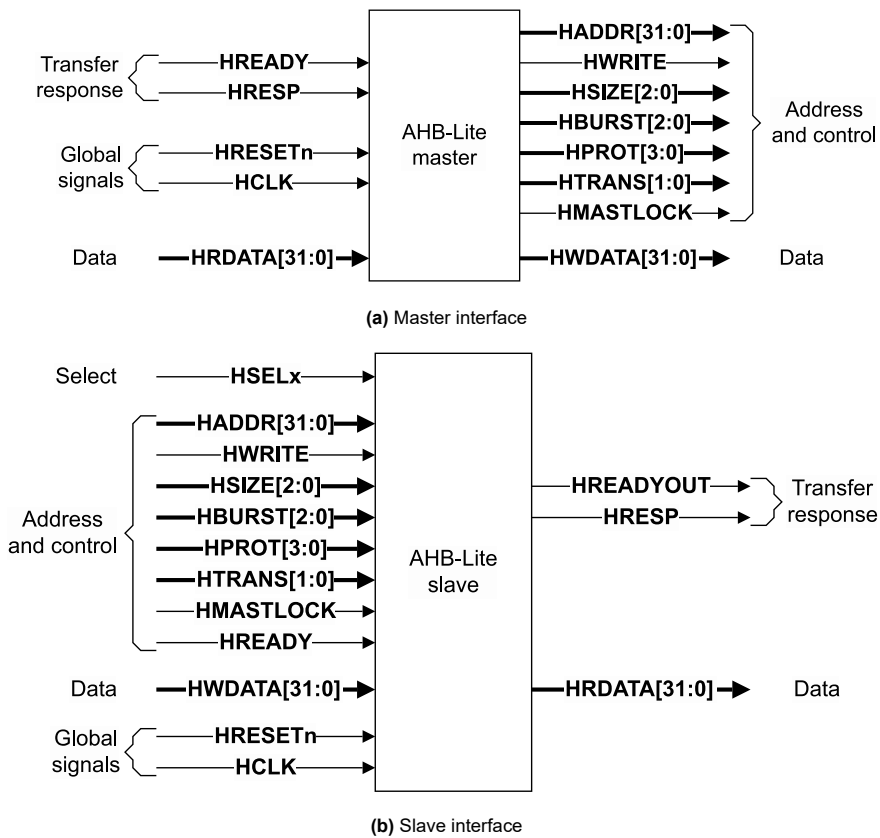 Transfer
response
HREADY
HRESP
Global
signals
HRESETn
HCLK
Data
HRDATA[31:0]
AHB-Lite
master
HADDR[31:0]
HWRITE
HSIZE[2:0]
HBURST[2:0]
HPROT[3:0]
HTRANS[1:0]
HMASTLOCK
Address
and control
HWDATA[31:0]
Data
(a) Master interface
Select
HSELx
Address
and control
HADDR[31:0]
HWRITE
HSIZE[2:0]
HBURST[2:0]
HPROT[3:0]
HTRANS[1:0]
HMASTLOCK
HREADY
Data
HWDATA[31:0]
Global
signals
HRESETn
HCLK
AHB-Lite
slave
HREADYOUT
HRESP
Transfer
response
HRDATA[31:0]
Data
(b) Slave interface